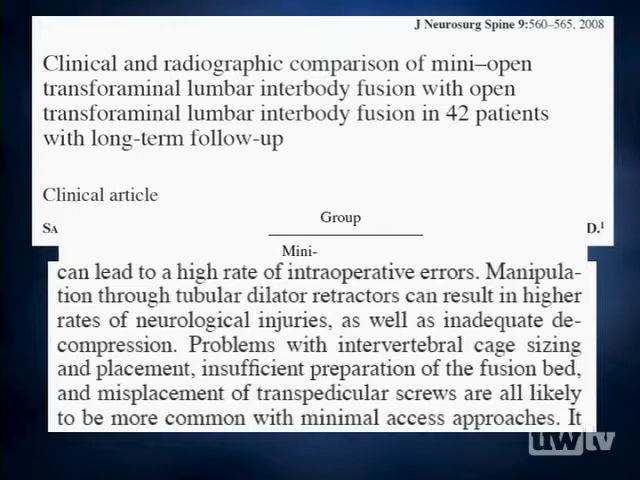 J Neurosurg Spine 9:560–565, 2008
Clinical and radiographic comparison of mini–open
transforaminal lumbar interbody fusion with open
transforaminal lumbar interbody fusion in 42 patients
with long-term follow-up
Clinical article
SA
D.1
Group
Mini-
can lead to a high rate of intraoperative errors. Manipula-
tion through tubular dilator retractors can result in higher
rates of neurological injuries, as well as inadequate de-
compression. Problems with intervertebral cage sizing
and placement, insufficient preparation of the fusion bed,
and misplacement of transpedicular screws are all likely
to be more common with minimal access approaches. It
uwtv